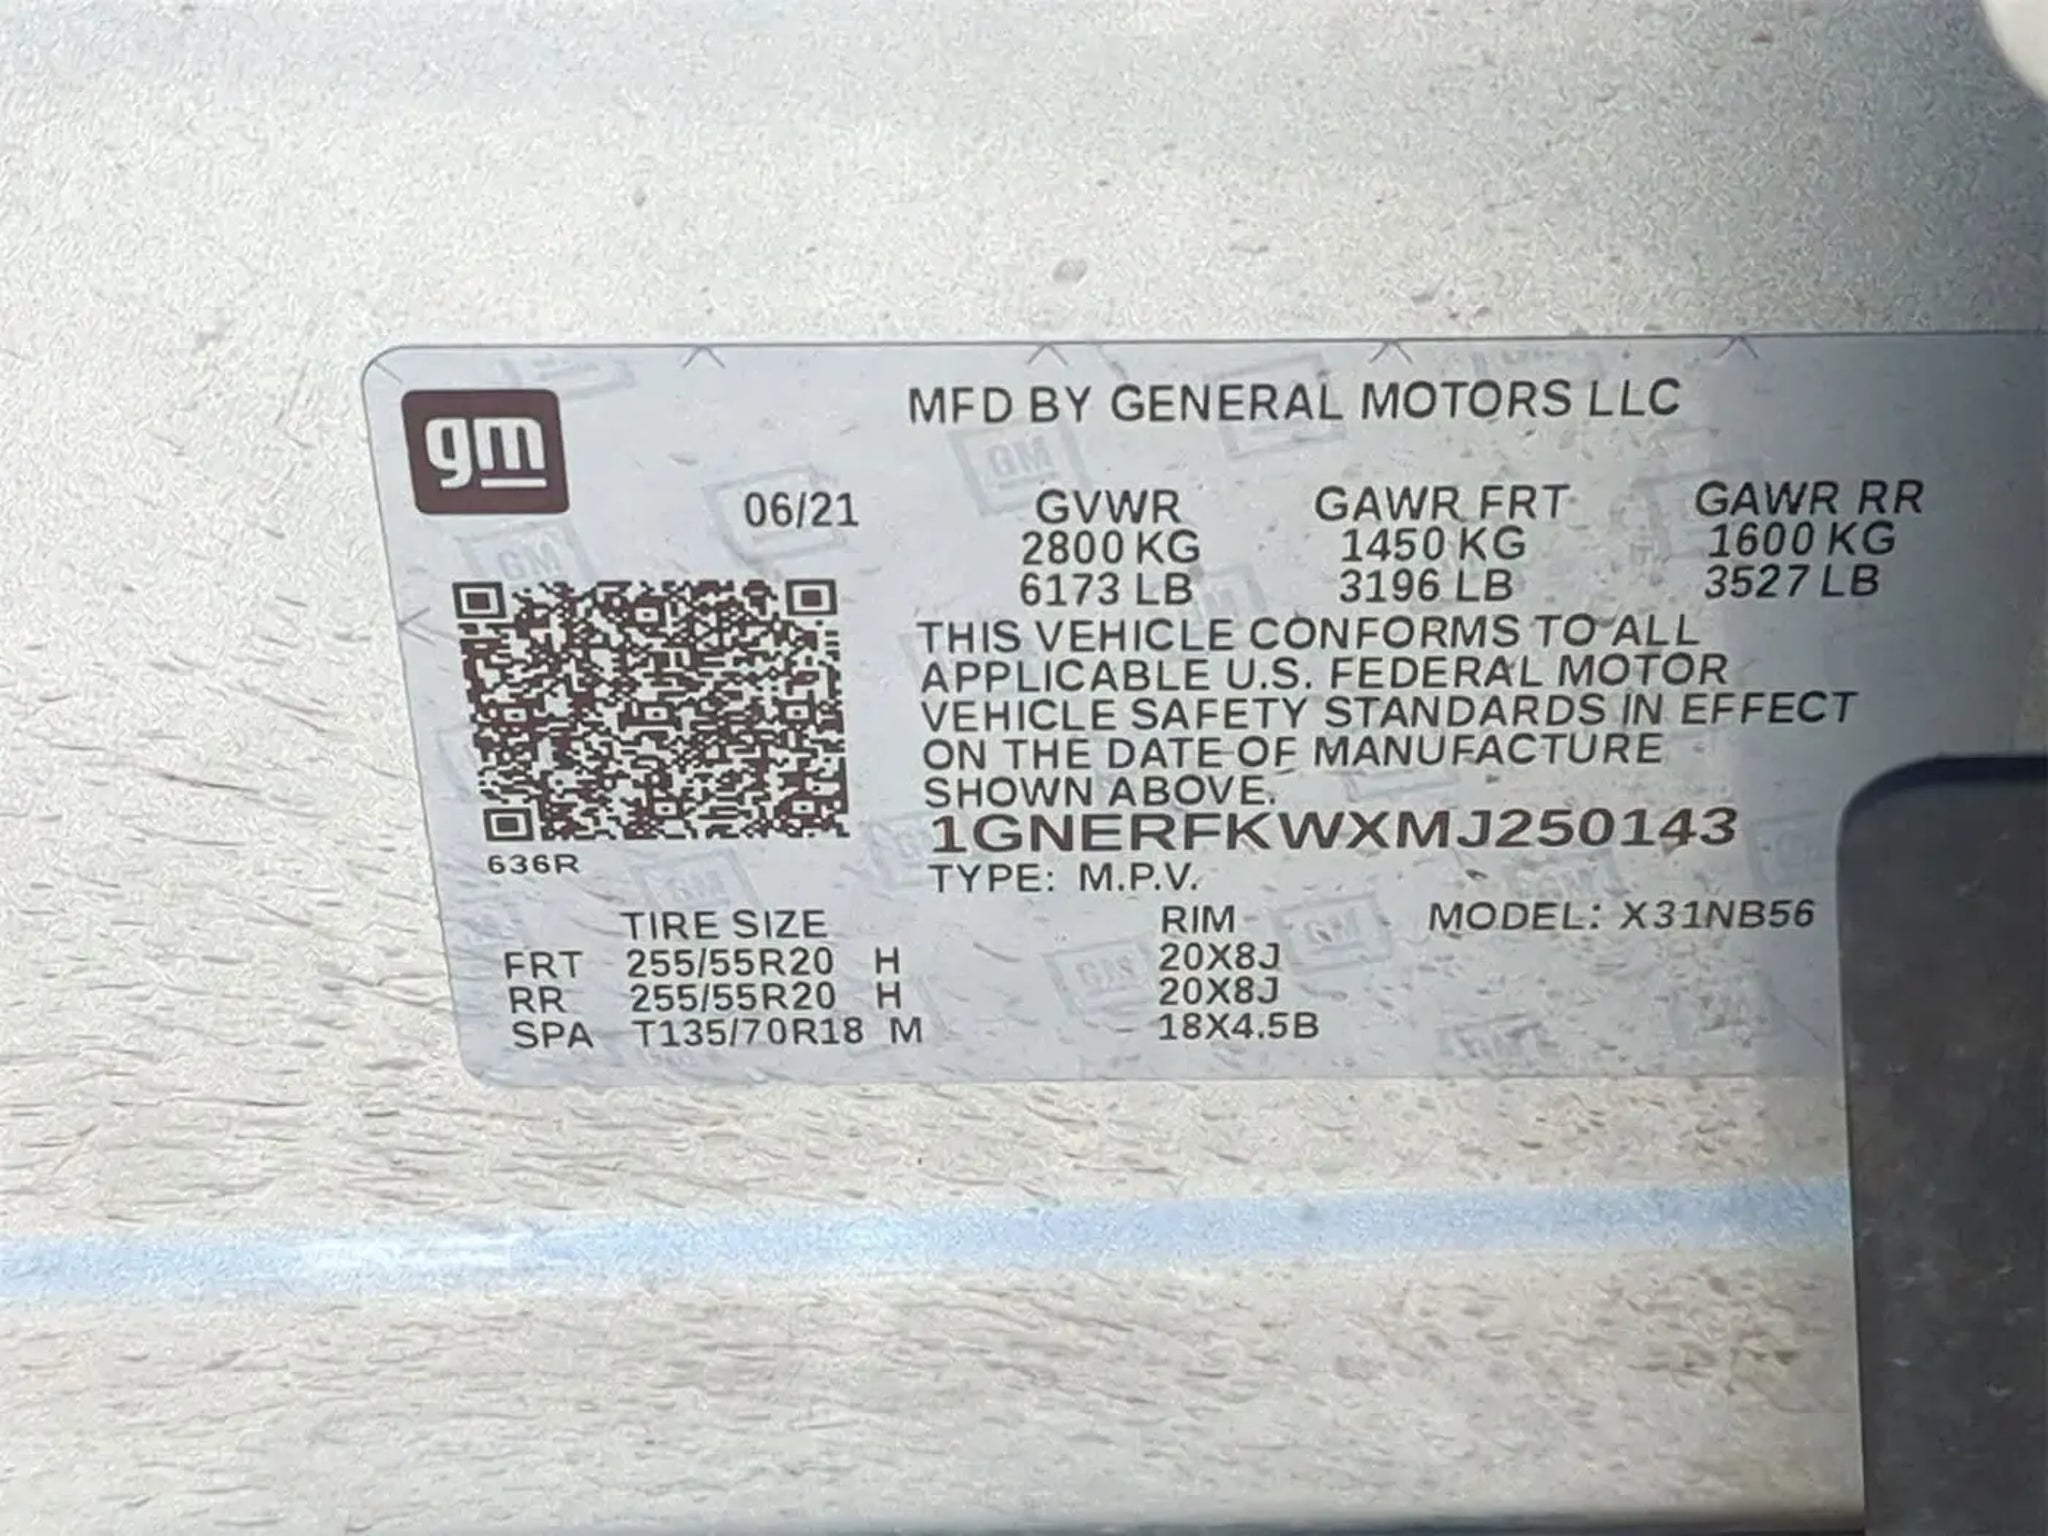 gm
MFD BY GENERAL MOTORS LLC
06/21
GVWR GAWR FRT GAWR RR
2800 KG 1450 KG 1600 KG
6173 LB 3196 LB 3527 LB
THIS VEHICLE CONFORMS TO ALL
APPLICABLE U.S. FEDERAL MOTOR
VEHICLE SAFETY STANDARDS IN EFFECT
ON THE DATE OF MANUFACTURE
SHOWN ABOVE.
1GNERFKWXMJ250143
636R
TYPE: M.P.V.
TIRE SIZE RIM MODEL: X31NB56
FRT 255/55R20 H 20X8J
RR 255/55R20 H 20X8J
SPA T135/70R18 M 18X4.5B